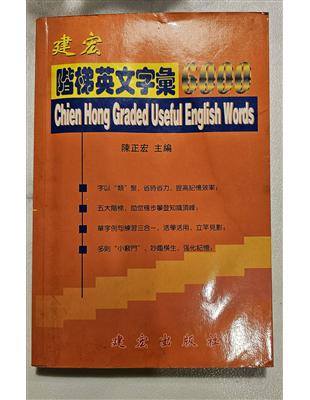 建宏
階梯英文字彙6000
Chien Hong Graded Useful English Words
陳正宏 主編
字以“類”聚，省時省力，提高記憶效率；
五大階梯，助您穩步攀登知識頂峰；
單字例句練習三合一，活學活用，立竿見影；
多則“小竅門”，妙趣橫生，強化記憶；
建宏出版社